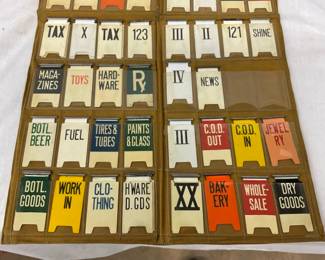 TAX X TAX 123 III II 121 SHINE
MAGA-
ZINES
TOYS
HARD-
WARE
Rx
IV
NEWS
BOTL.
BEER
FUEL
TIRES &
TUBES
PAINTS
& GLASS
III
C.O.D.
OUT
C.O.D.
IN
JEWEL
RY.
BOTL.
GOODS
WORK
IN
CLO-
THING
H'WARE
D. GDS
XX
BAK-
ERY
WHOLE-
SALE
DRY
GOODS